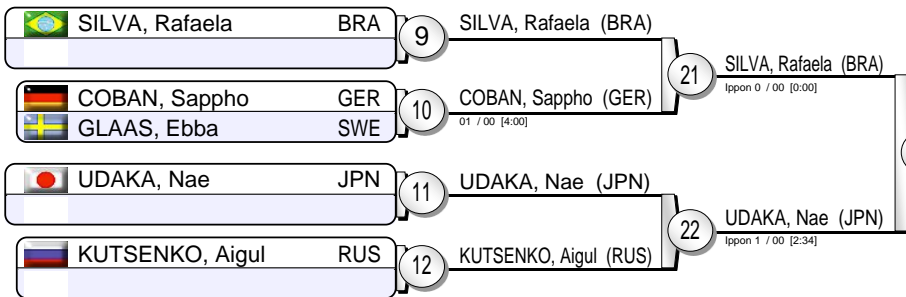 SILVA, Rafaela BRA
9
SILVA, Rafaela (BRA)
21
SILVA, Rafaela (BRA)
Ippon 0 / 00 [0:00]
COBAN, Sappho GER
GLAAS, Ebba SWE
10
COBAN, Sappho (GER)
01 / 00 [4:00]
UDAKA, Nae JPN
11
UDAKA, Nae (JPN)
22
UDAKA, Nae (JPN)
Ippon 1 / 00 [2:34]
KUTSENKO, Aigul RUS
12
KUTSENKO, Aigul (RUS)